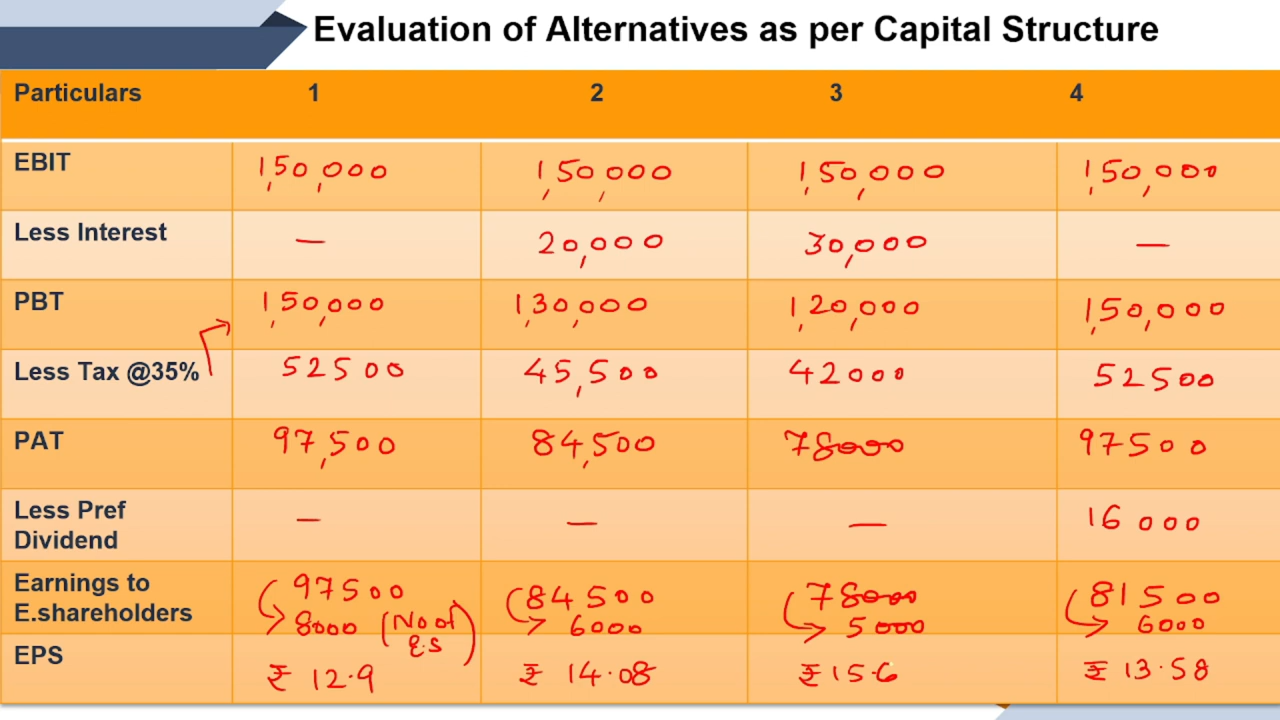 Evaluation of Alternatives as per Capital Structure
Particulars 1 2 3 4
EBIT 1,50,000 1,50,000 1,50,000 1,50,000
Less Interest — 20,000 30,000 —
PBT 1,50,000 1,30,000 1,20,000 1,50,000
Less Tax @35% 52500 45,500 42000 52500
PAT 97,500 84,500 78000 97500
Less Pref
Dividend — — — 16000
Earnings to 97500 84500 78000 81500
E.shareholders 8000 (No of E.S) 6000 5000 6000
EPS ₹ 12.9 ₹ 14.08 ₹ 15.6 ₹ 13.58